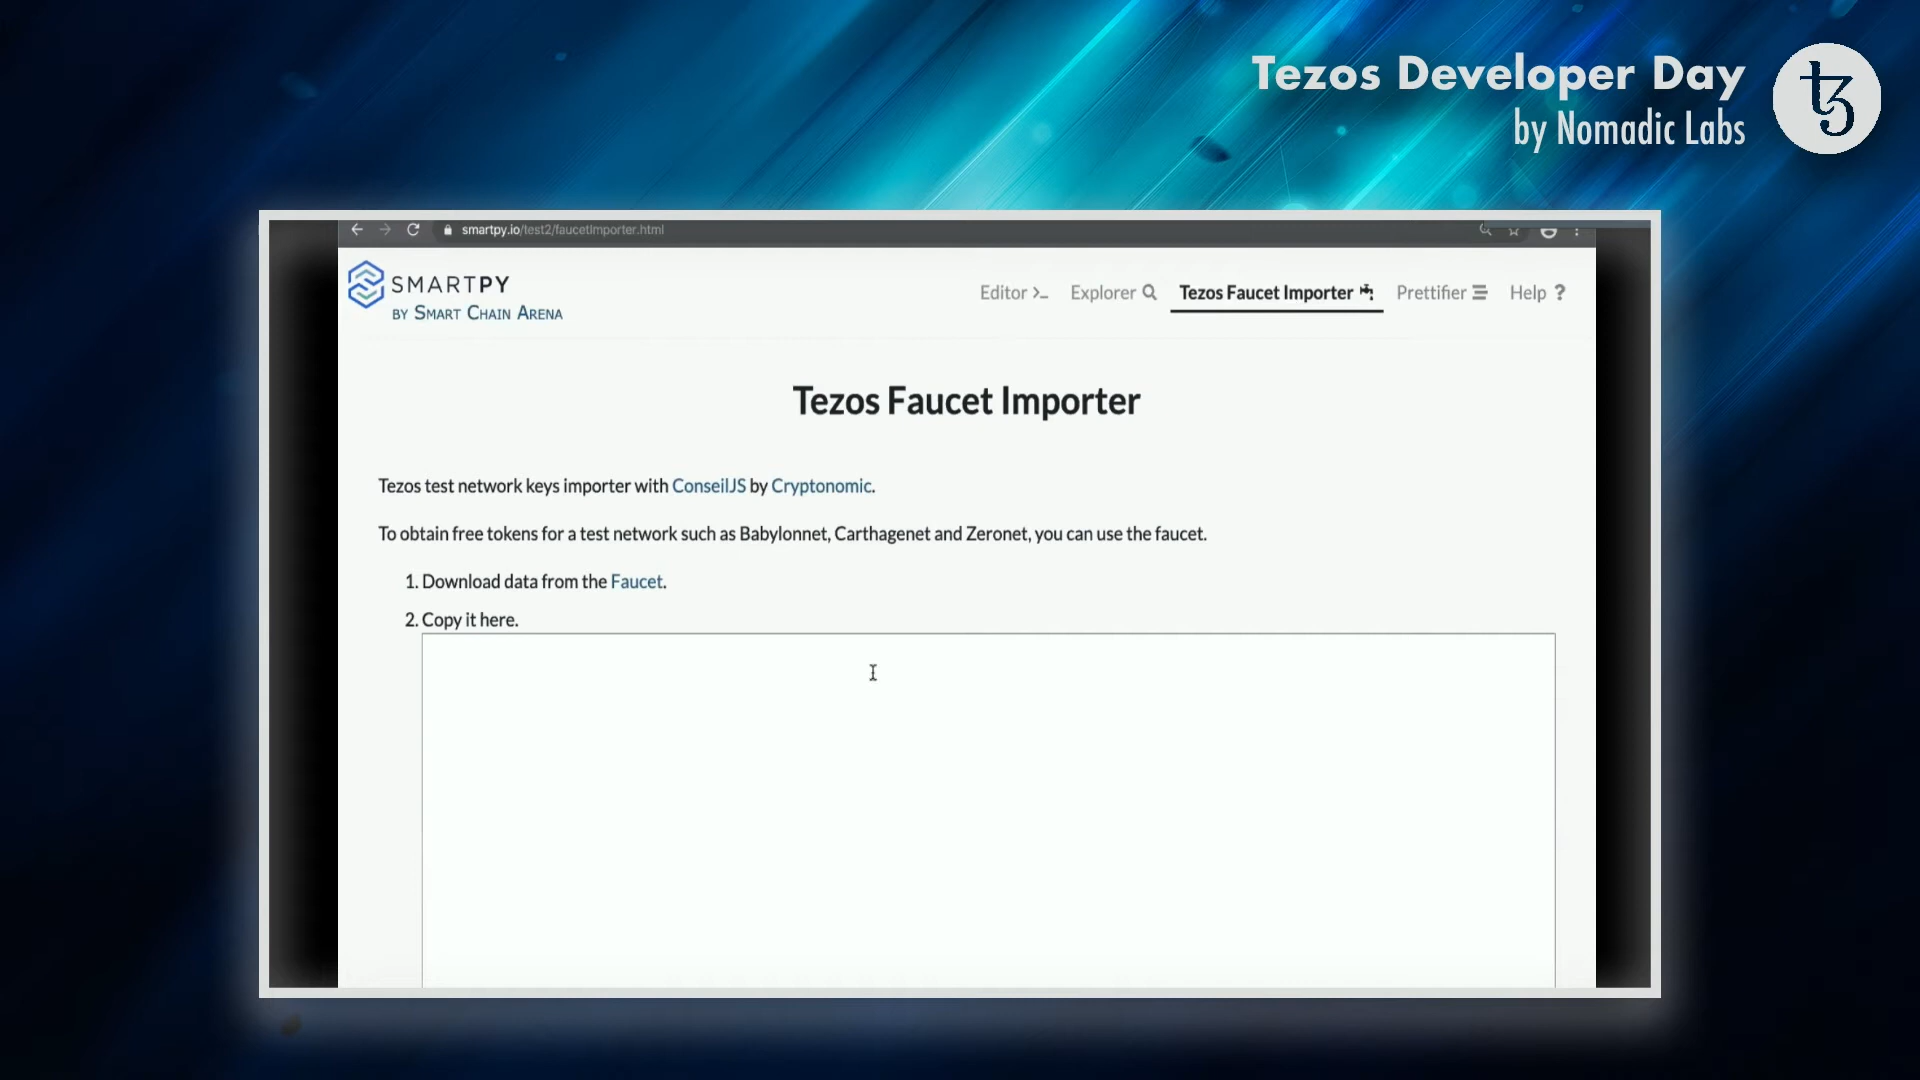 Tezos Developer Day
by Nomadic Labs
smartpy.io/test2/faucetImporter.html
SMARTPY
BY SMART CHAIN ARENA
Editor
Explorer
Tezos Faucet Importer
Prettifier
Help ?
Tezos Faucet Importer
Tezos test network keys importer with ConseilJS by Cryptonomic.
To obtain free tokens for a test network such as Babylonnet, Carthagenet and Zeronet, you can use the faucet.
1. Download data from the Faucet.
2. Copy it here.